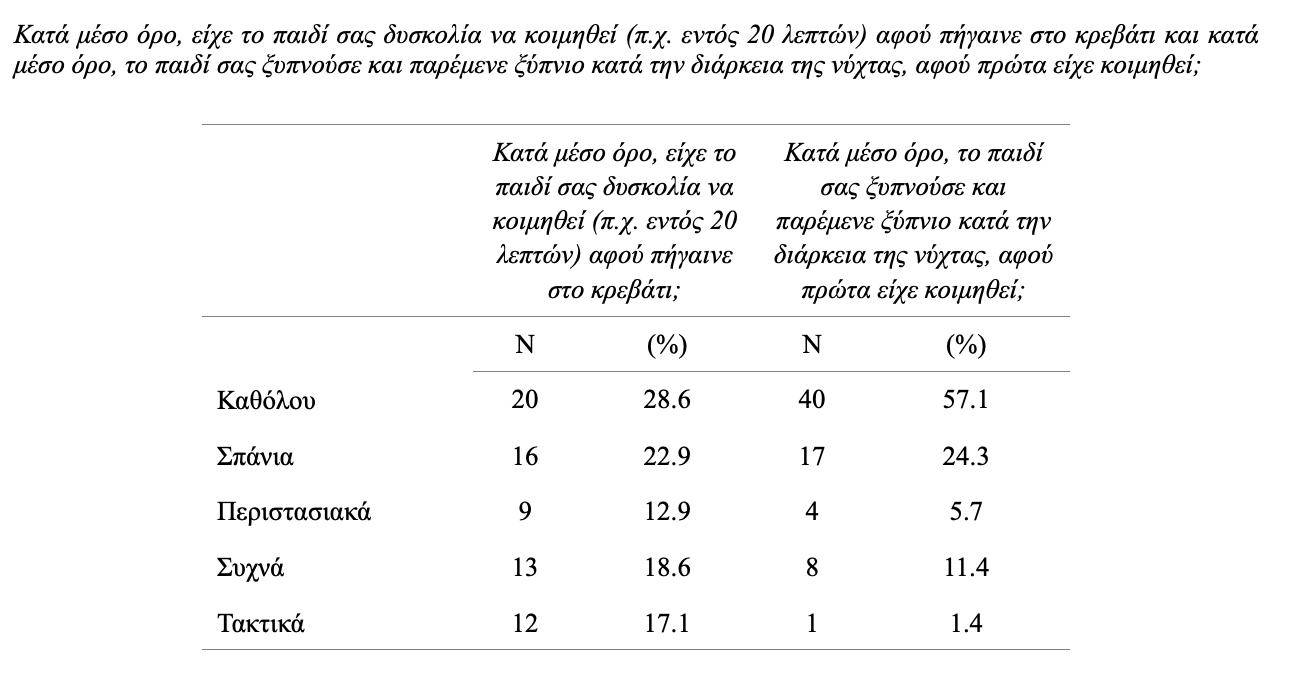 Κατά μέσο όρο, είχε το παιδί σας δυσκολία να κοιμηθεί (π.χ. εντός 20 λεπτών) αφού πήγαινε στο κρεβάτι και κατά
μέσο όρο, το παιδί σας ξυπνούσε και παρέμενε ξύπνιο κατά την διάρκεια της νύχτας, αφού πρώτα είχε κοιμηθεί;
Κατά μέσο όρο, είχε το
παιδί σας δυσκολία να
κοιμηθεί (π.χ. εντός 20
λεπτών) αφού πήγαινε
στο κρεβάτι;
Κατά μέσο όρο, το παιδί
σας ξυπνούσε και
παρέμενε ξύπνιο κατά την
διάρκεια της νύχτας, αφού
πρώτα είχε κοιμηθεί;
N (%) N (%)
Καθόλου 20 28.6 40 57.1
Σπάνια 16 22.9 17 24.3
Περιστασιακά 9 12.9 4 5.7
Συχνά 13 18.6 8 11.4
Τακτικά 12 17.1 1 1.4